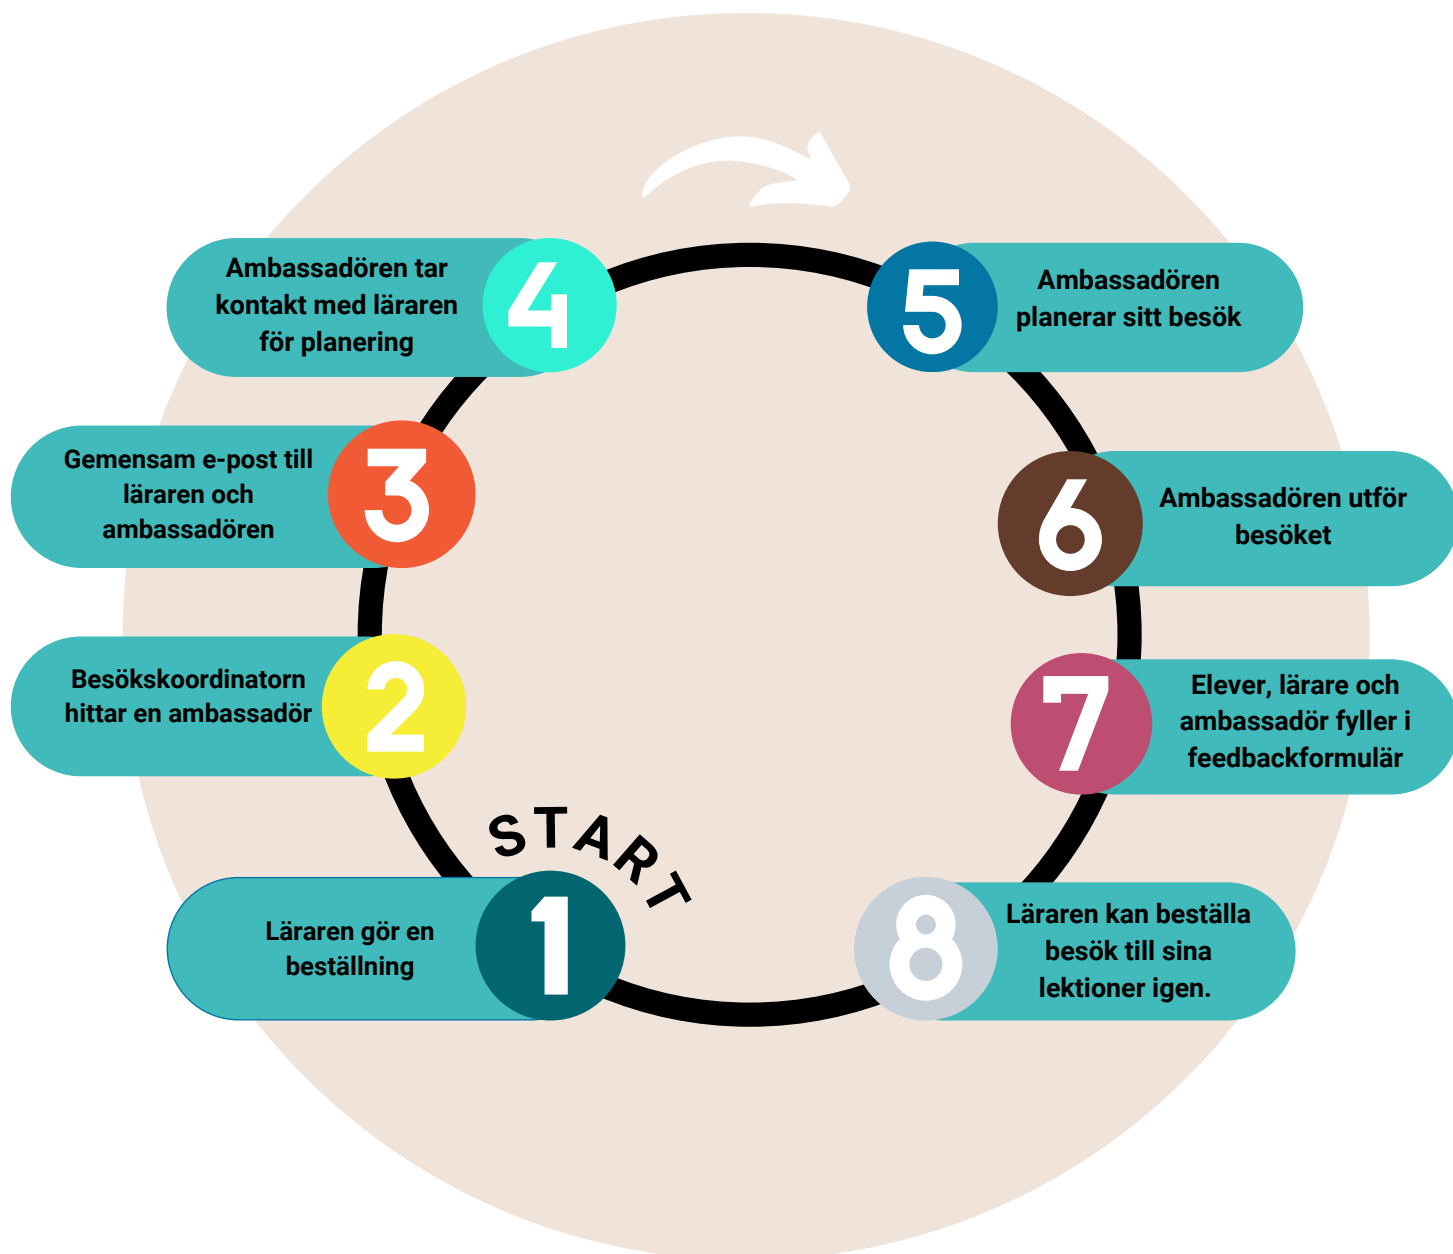 START
1
Läraren gör en
beställning
2
Besökskoordinatorn
hittar en ambassadör
3
Gemensam e-post till
läraren och
ambassadören
4
Ambassadören tar
kontakt med läraren
för planering
5
Ambassadören
planerar sitt besök
6
Ambassadören utför
besöket
7
Elever, lärare och
ambassadör fyller i
feedbackformulär
8
Läraren kan beställa
besök till sina
lektioner igen.